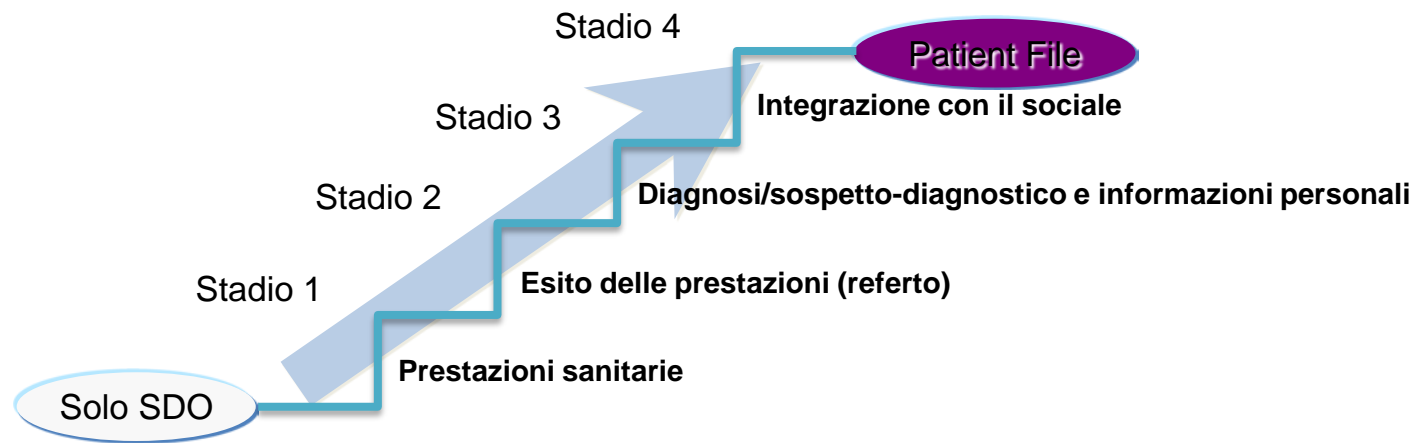 Stadio 4
Patient File
Integrazione con il sociale
Stadio 3
Diagnosi/sospetto-diagnostico e informazioni personali
Stadio 2
Esito delle prestazioni (referto)
Stadio 1
Prestazioni sanitarie
Solo SDO